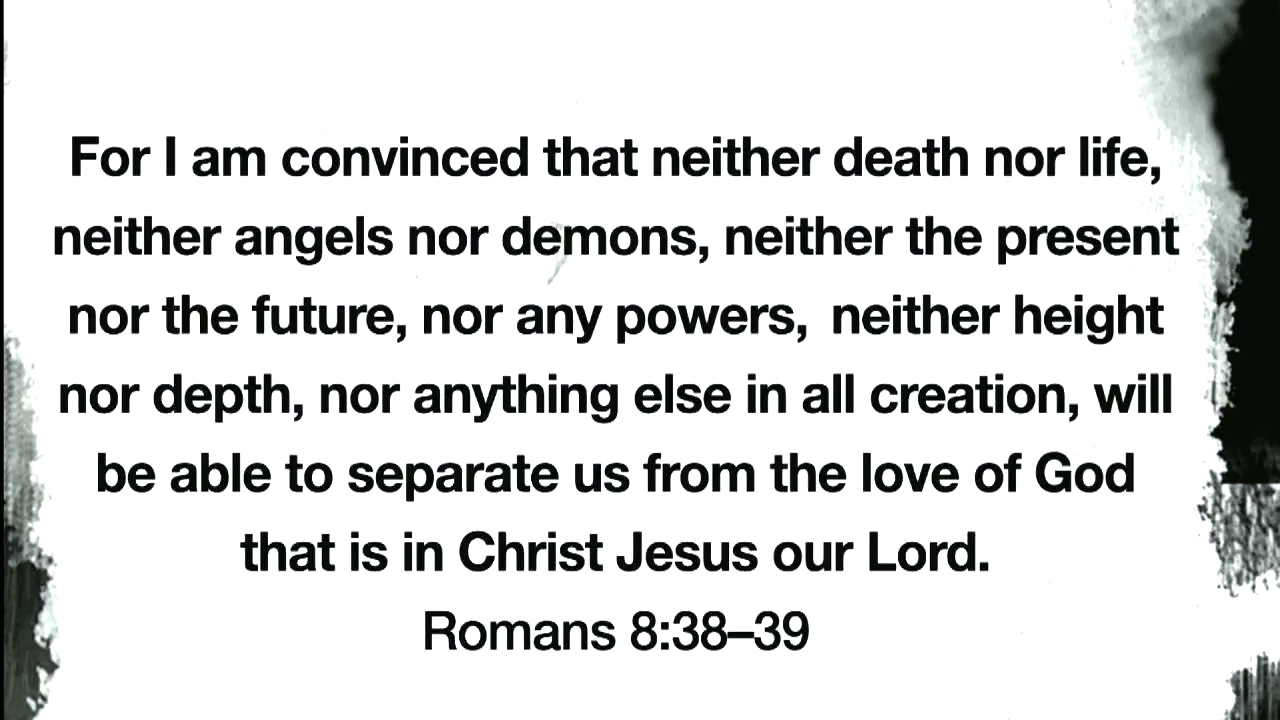 For I am convinced that neither death nor life,
neither angels nor demons, neither the present
nor the future, nor any powers,  neither height
nor depth, nor anything else in all creation, will
be able to separate us from the love of God
that is in Christ Jesus our Lord.
Romans 8:38–39